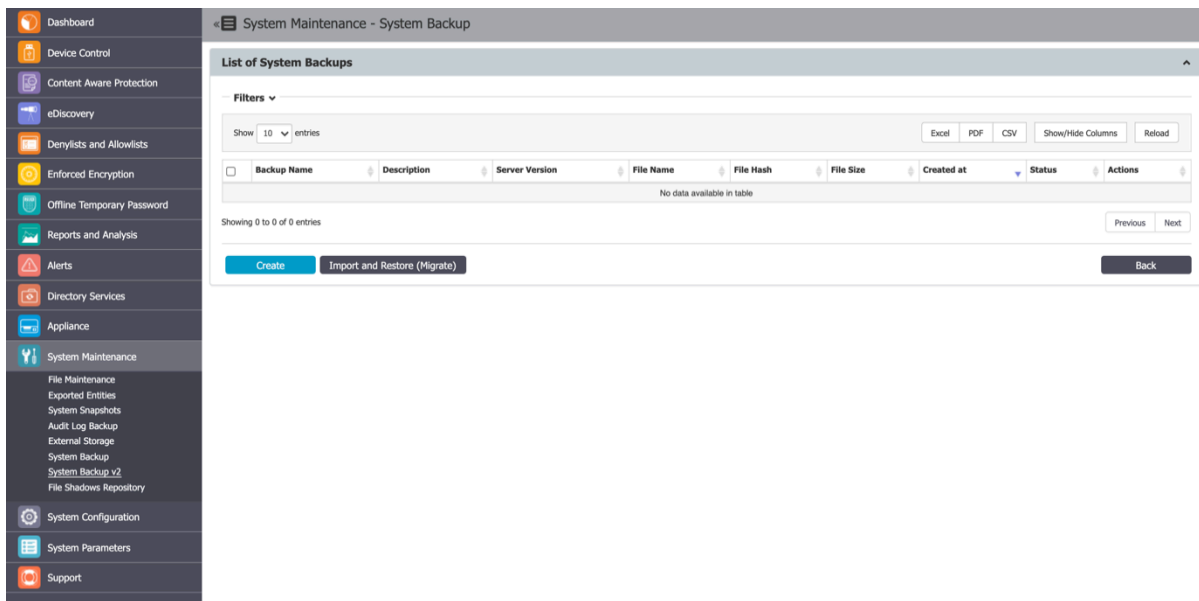 Dashboard
Device Control
Content Aware Protection
eDiscovery
Denylists and Allowlists
Enforced Encryption
Offline Temporary Password
Reports and Analysis
Alerts
Directory Services
Appliance
System Maintenance
File Maintenance
Exported Entities
System Snapshots
Audit Log Backup
External Storage
System Backup
System Backup v2
File Shadows Repository
System Configuration
System Parameters
Support
« System Maintenance - System Backup
List of System Backups
Filters
Show 10 entries Excel PDF CSV Show/Hide Columns Reload
Backup Name Description Server Version File Name File Hash File Size Created at Status Actions
No data available in table
Showing 0 to 0 of 0 entries Previous Next
Create Import and Restore (Migrate) Back